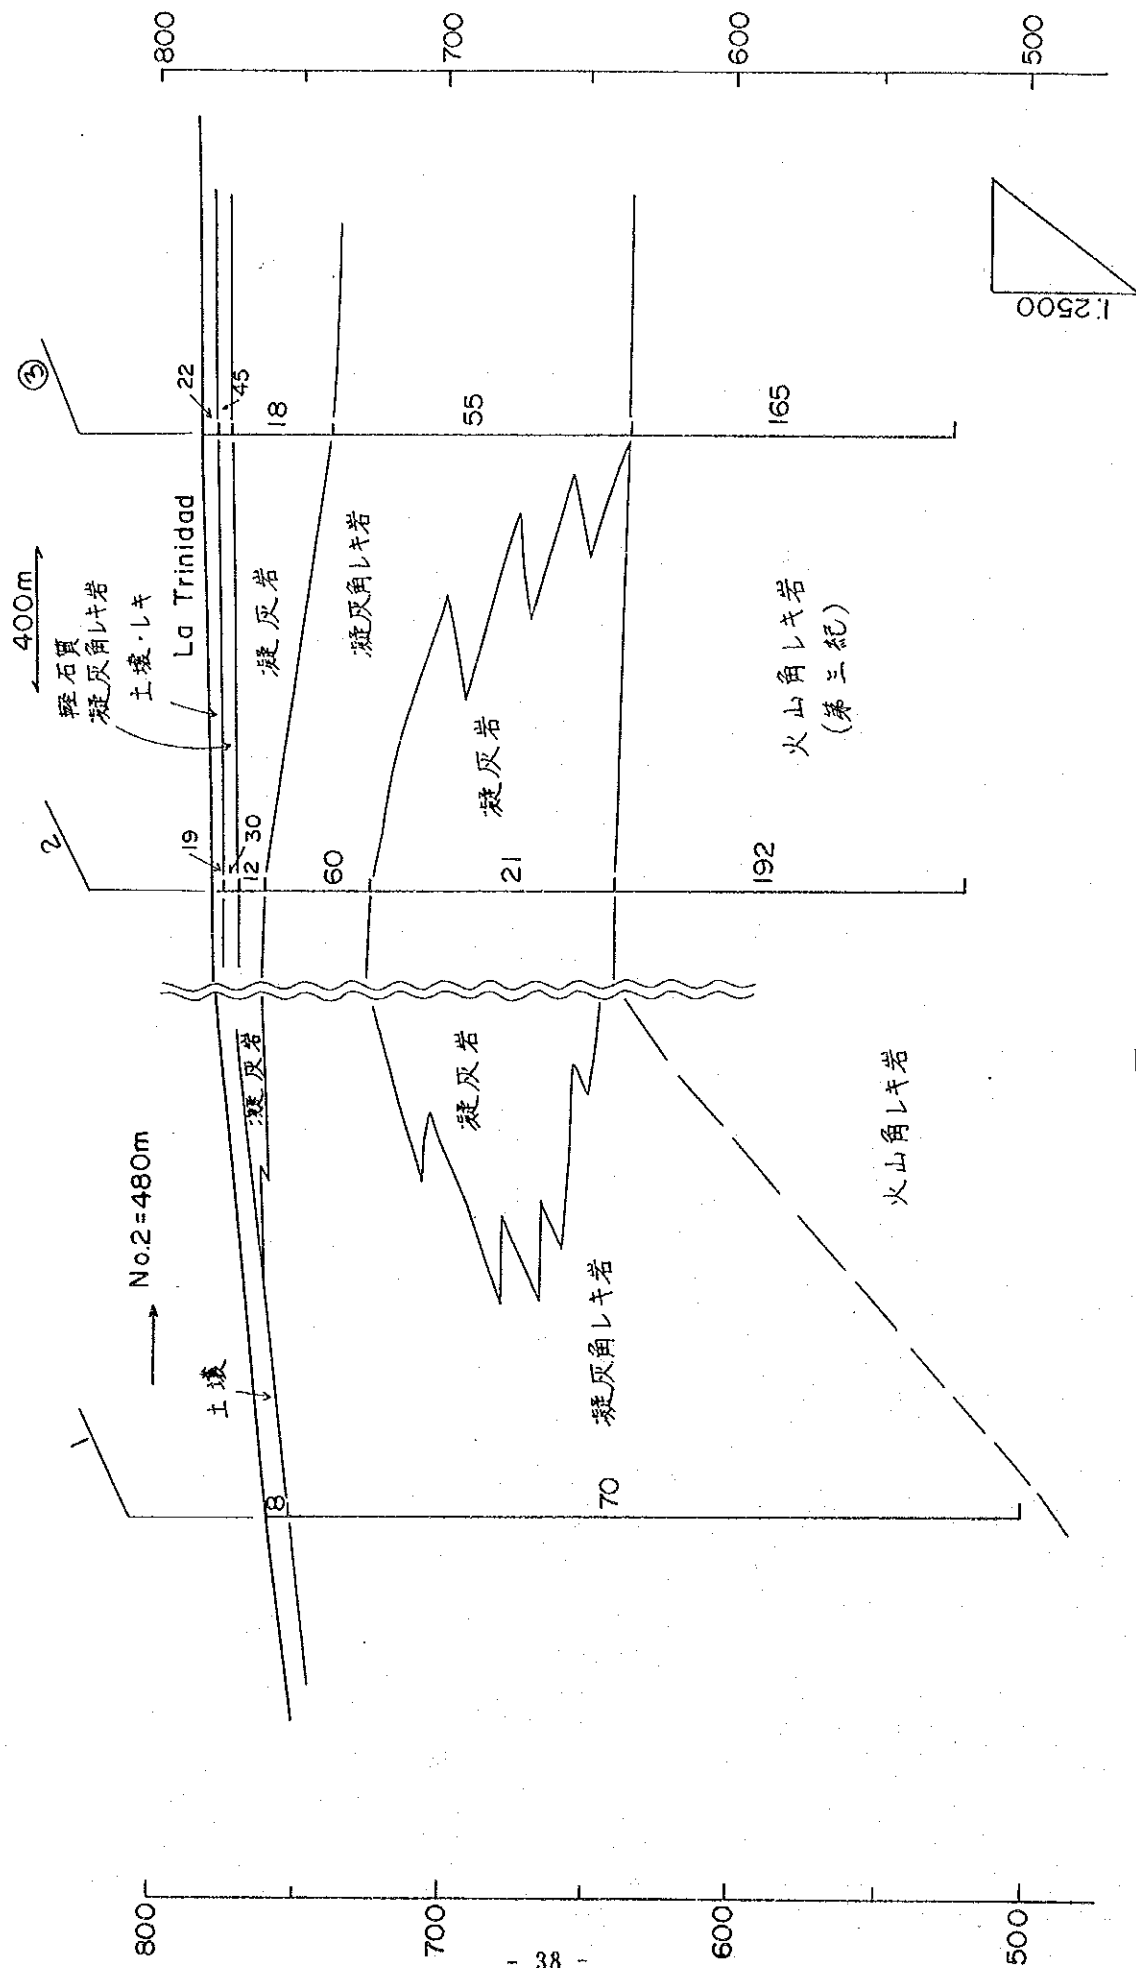 800
700
600
500
1
2
③
→ No.2=480m
400m
軽石質
凝灰角レキ岩
土壌・レキ
La Trinidad
土壌
凝灰岩
凝灰岩
凝灰角レキ岩
凝灰岩
凝灰岩
凝灰角レキ岩
火山角レキ岩
火山角レキ岩
(第三紀)
8
70
19
30
12
60
21
192
22
45
18
55
165
800
700
600
500
1:2500
- 38 -